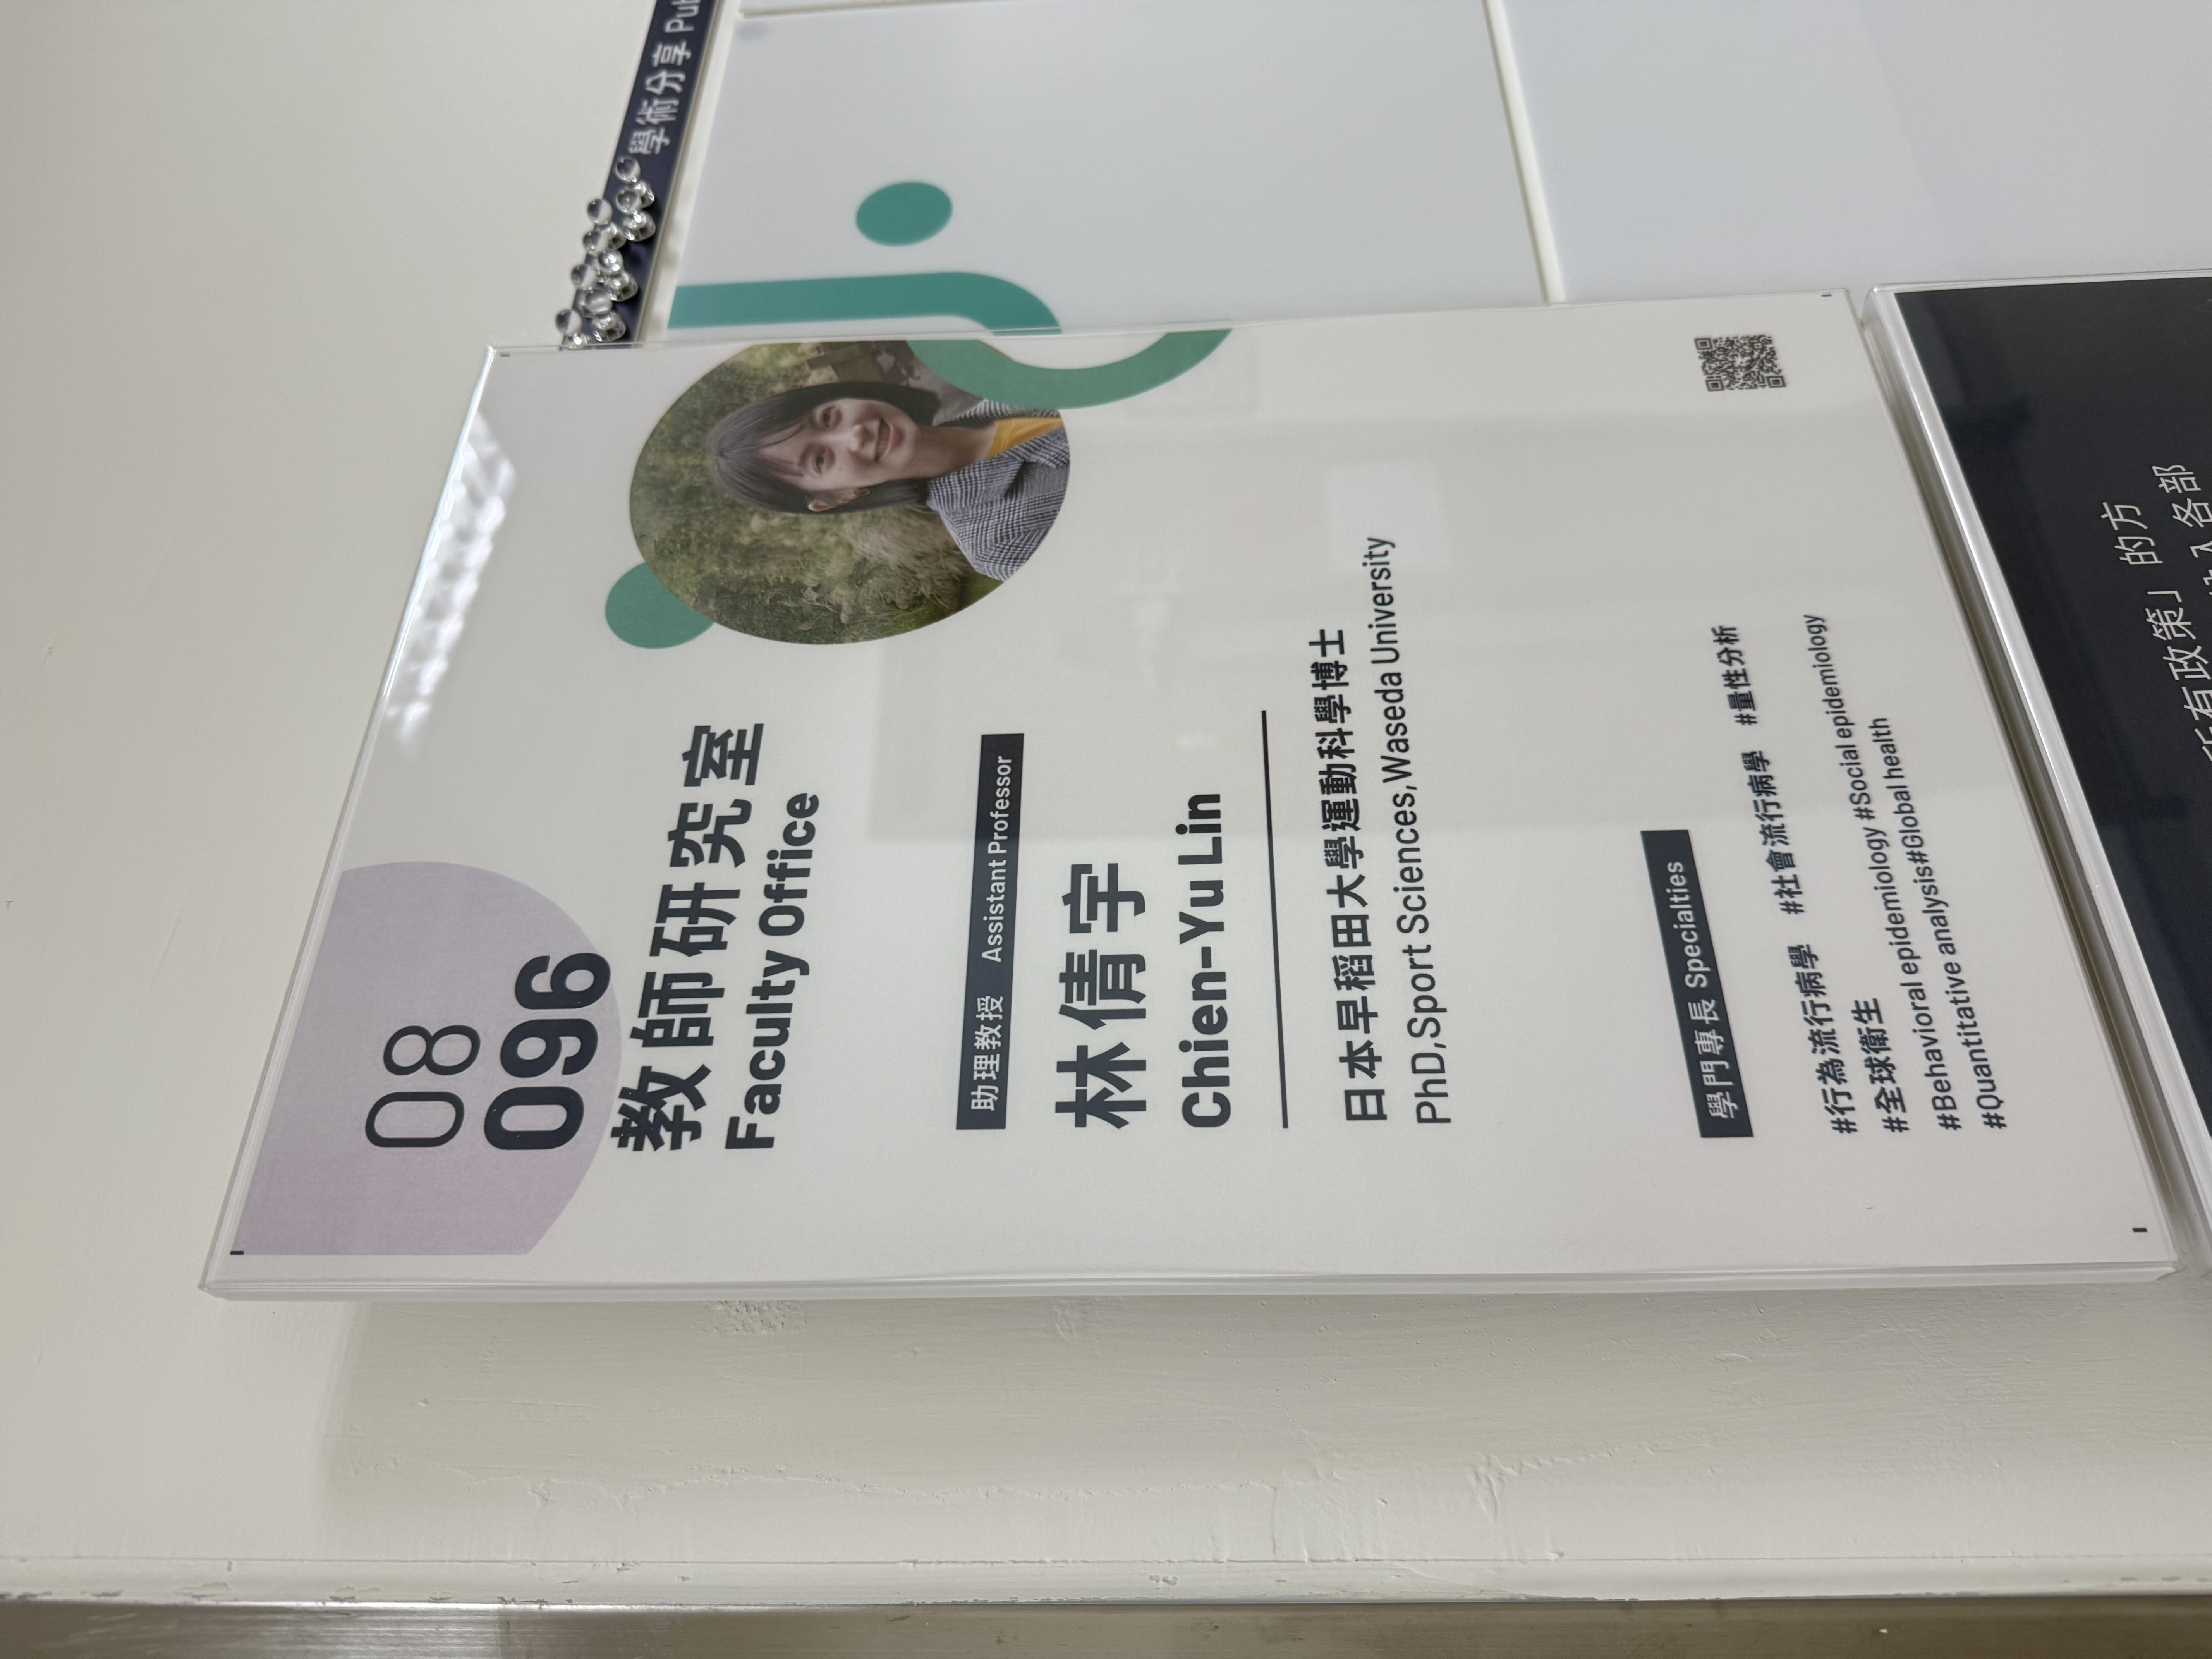 08
096
教師研究室
Faculty Office
助理教授 Assistant Professor
林倩宇
Chien-Yu Lin
日本早稻田大學運動科學博士
PhD,Sport Sciences,Waseda University
學門專長 Specialties
#行為流行病學 #社會流行病學 #量性分析
#全球衛生
#Behavioral epidemiology #Social epidemiology
#Quantitative analysis#Global health
學術分享
有政策」的方
入各部